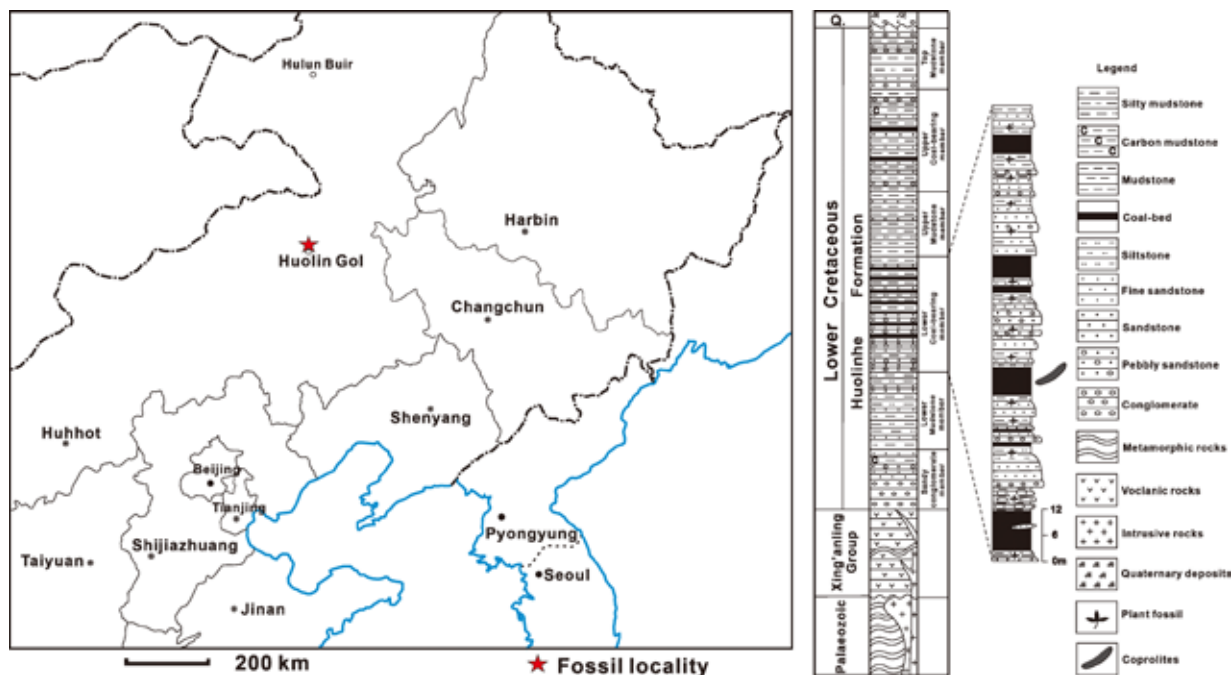 Hulun Buir
Harbin
Huolin Gol
Changchun
Shenyang
Huhhot
Beijing
Tianjing
Pyongyung
Shijiazhuang
Taiyuan
Seoul
Jinan
200 km
Fossil locality
Q.
Lower Cretaceous
Huolinhe Formation
Top Mudstone member
Upper Coal-bearing member
Upper Mudstone member
Lower Coal-bearing member
Lower Mudstone member
Sandy conglomerate member
Xing'anling Group
Palaeozoic
C
C
12
6
0m
Legend
Silty mudstone
C
C
C
Carbon mudstone
Mudstone
Coal-bed
Siltstone
Fine sandstone
Sandstone
Pebbly sandstone
Conglomerate
Metamorphic rocks
Voclanic rocks
Intrusive rocks
Quaternary deposits
Plant fossil
Coprolites